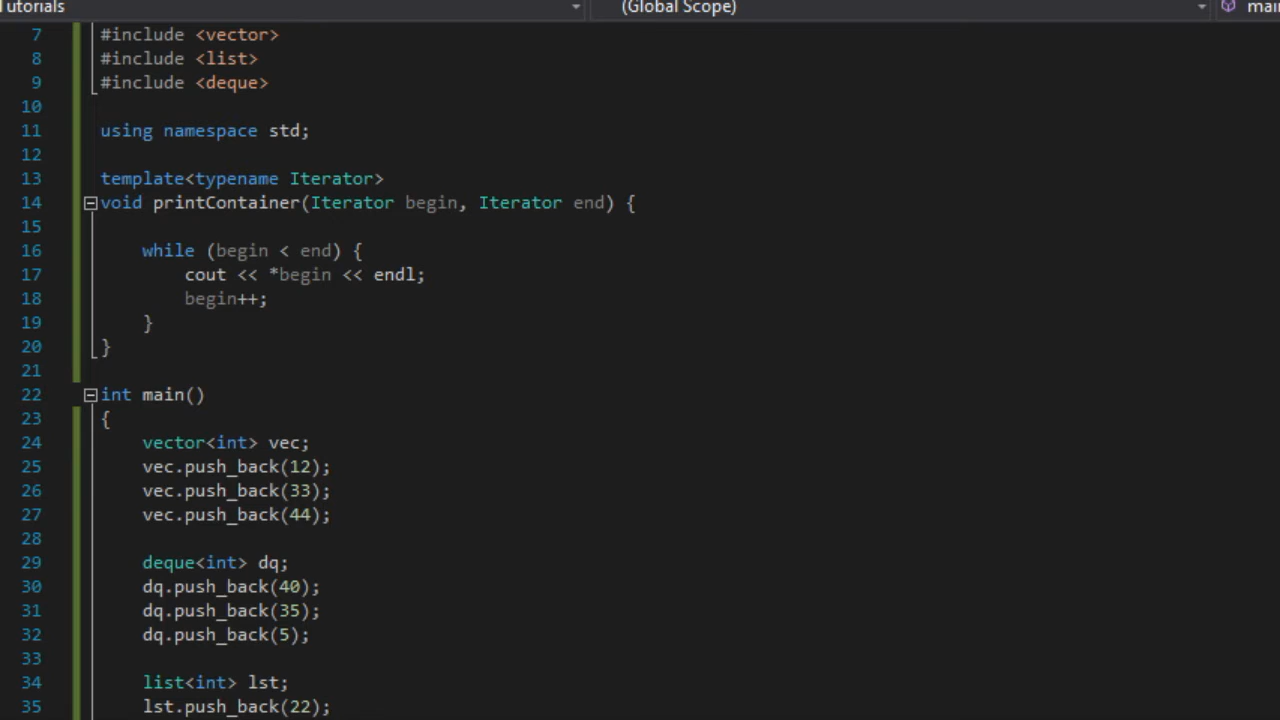 utorials (Global Scope)
7 #include <vector>
8 #include <list>
9 #include <deque>
10
11 using namespace std;
12
13 template<typename Iterator>
14 void printContainer(Iterator begin, Iterator end) {
15
16 while (begin < end) {
17 cout << *begin << endl;
18 begin++;
19 }
20 }
21
22 int main()
23 {
24 vector<int> vec;
25 vec.push_back(12);
26 vec.push_back(33);
27 vec.push_back(44);
28
29 deque<int> dq;
30 dq.push_back(40);
31 dq.push_back(35);
32 dq.push_back(5);
33
34 list<int> lst;
35 lst.push_back(22);